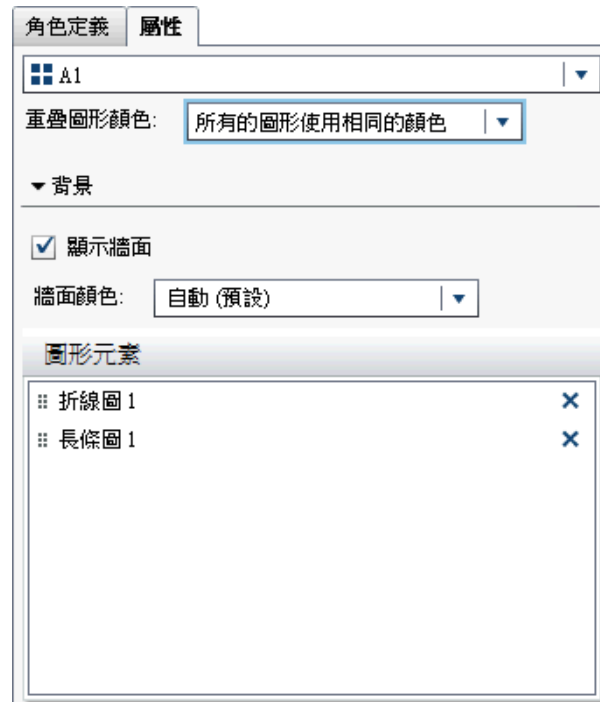 角色定義 屬性
A1
重疊圖形顏色: 所有的圖形使用相同的顏色
背景
顯示牆面
牆面顏色: 自動 (預設)
圖形元素
折線圖 1
長條圖 1